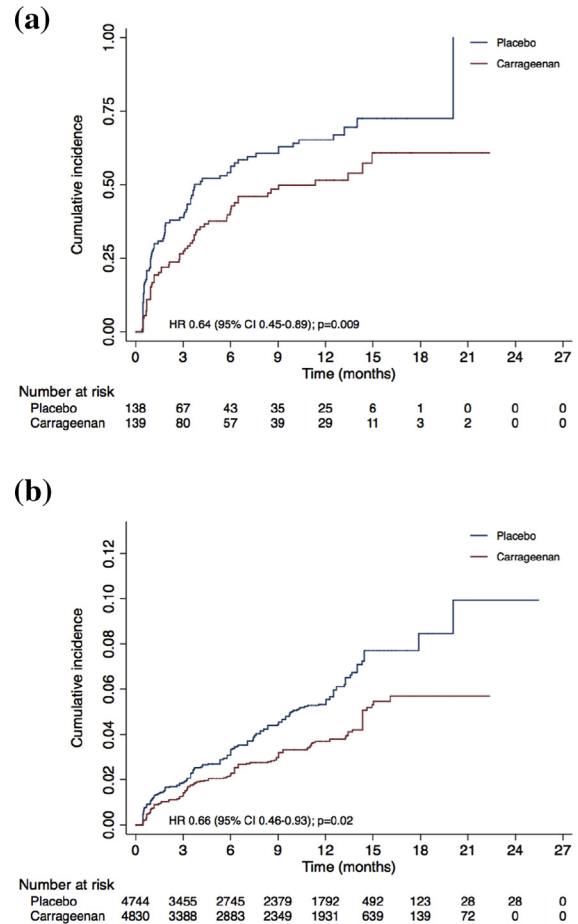 (a)
1.00
0.75
0.50
0.25
0.00
Cumulative incidence
Placebo
Carrageenan
HR 0.64 (95% CI 0.45-0.89); p=0.009
0 3 6 9 12 15 18 21 24 27
Time (months)
Number at risk
Placebo 138 67 43 35 25 6 1 0 0 0
Carrageenan 139 80 57 39 29 11 3 2 0 0
(b)
0.12
0.10
0.08
0.06
0.04
0.02
0.00
Cumulative incidence
Placebo
Carrageenan
HR 0.66 (95% CI 0.46-0.93); p=0.02
0 3 6 9 12 15 18 21 24 27
Time (months)
Number at risk
Placebo 4744 3455 2745 2379 1792 492 123 28 28 0
Carrageenan 4830 3388 2883 2349 1931 639 139 72 0 0